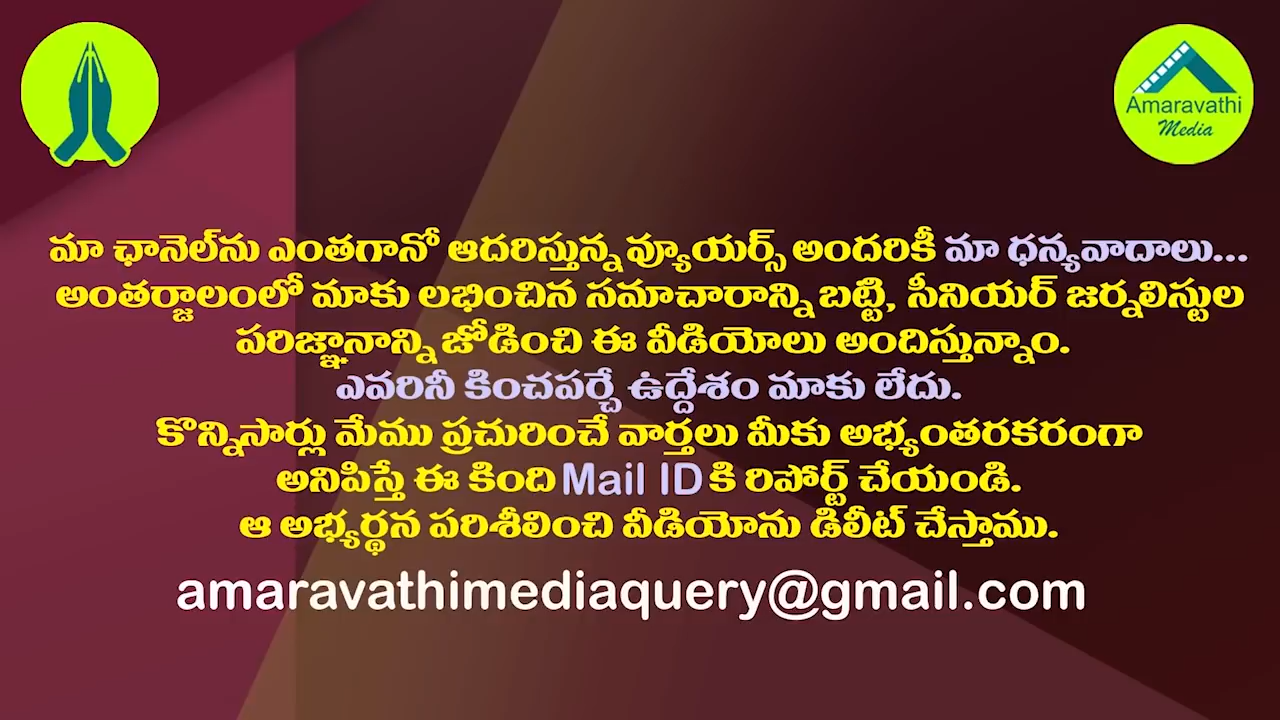 Amaravathi
Media
మా ఛానెల్‌ను ఎంతగానో ఆదరిస్తున్న వ్యూయర్స్ అందరికీ మా ధన్యవాదాలు...
అంతర్జాలంలో మాకు లభించిన సమాచారాన్ని బట్టి, సీనియర్ జర్నలిస్టుల
పరిజ్ఞానాన్ని జోడించి ఈ వీడియోలు అందిస్తున్నాం.
ఎవరినీ కించపర్చే ఉద్దేశం మాకు లేదు.
కొన్నిసార్లు మేము ప్రచురించే వార్తలు మీకు అభ్యంతరకరంగా
అనిపిస్తే ఈ కింది Mail ID కి రిపోర్ట్ చేయండి.
ఆ అభ్యర్థన పరిశీలించి వీడియోను డిలీట్ చేస్తాము.
amaravathimediaquery@gmail.com